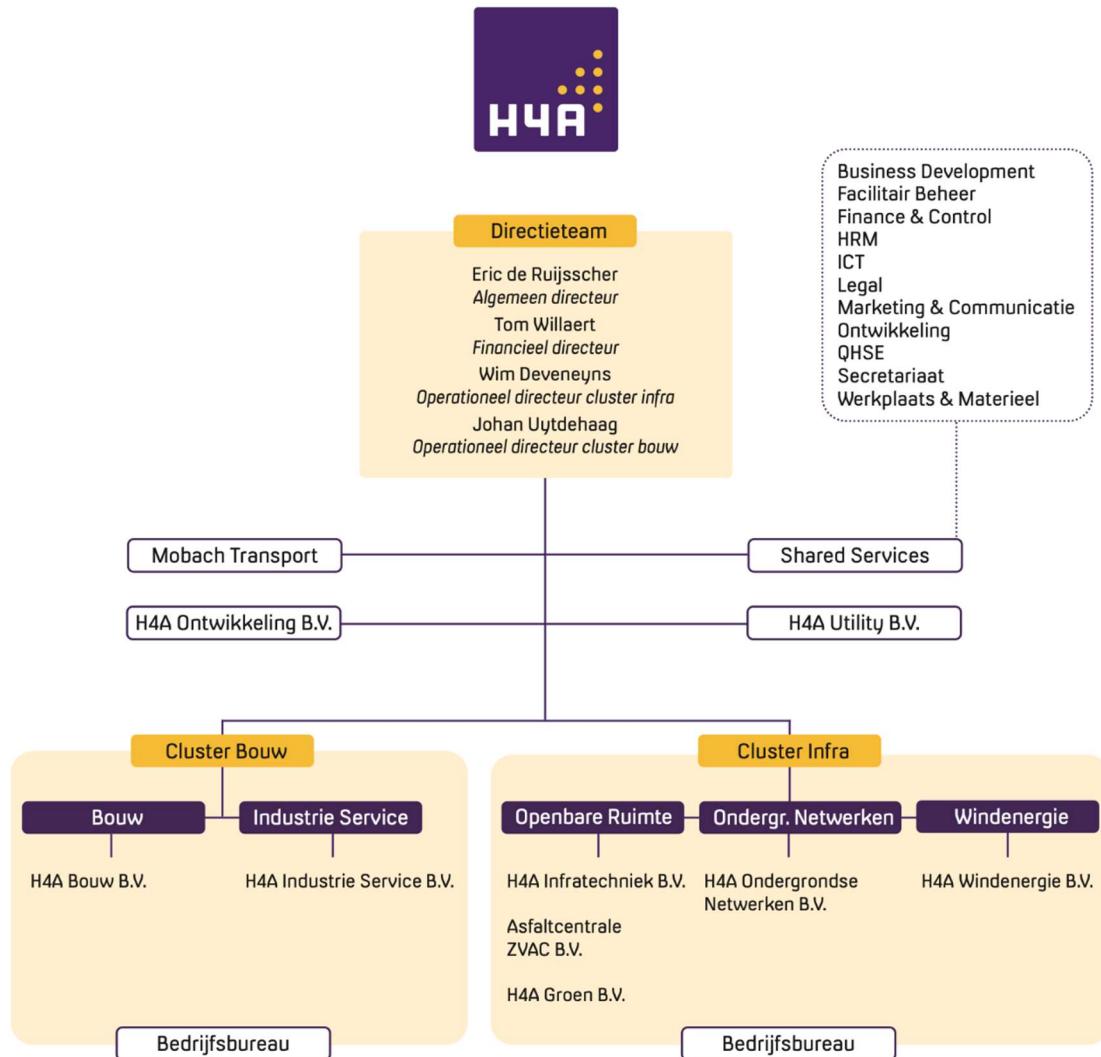 H4A
Business Development
Facilitair Beheer
Finance & Control
HRM
ICT
Legal
Marketing & Communicatie
Ontwikkeling
QHSE
Secretariaat
Werkplaats & Materieel
Directieteam
Eric de Ruijsscher
Algemeen directeur
Tom Willaert
Financieel directeur
Wim Deveneyns
Operationeel directeur cluster infra
Johan Uytdehaag
Operationeel directeur cluster bouw
Mobach Transport
Shared Services
H4A Ontwikkeling B.V.
H4A Utility B.V.
Cluster Bouw
Bouw
Industrie Service
H4A Bouw B.V.
H4A Industrie Service B.V.
Bedrijfsbureau
Cluster Infra
Openbare Ruimte
Ondergr. Netwerken
Windenergie
H4A Infratechniek B.V.
Asfaltcentrale
ZVAC B.V.
H4A Groen B.V.
H4A Ondergrondse
Netwerken B.V.
H4A Windenergie B.V.
Bedrijfsbureau